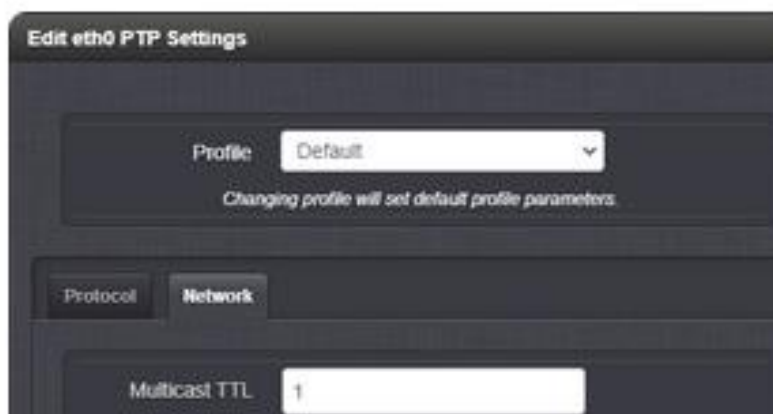 Edit eth0 PTP Settings
Profile Default
Changing profile will set default profile parameters.
Protocol Network
Multicast TTL 1